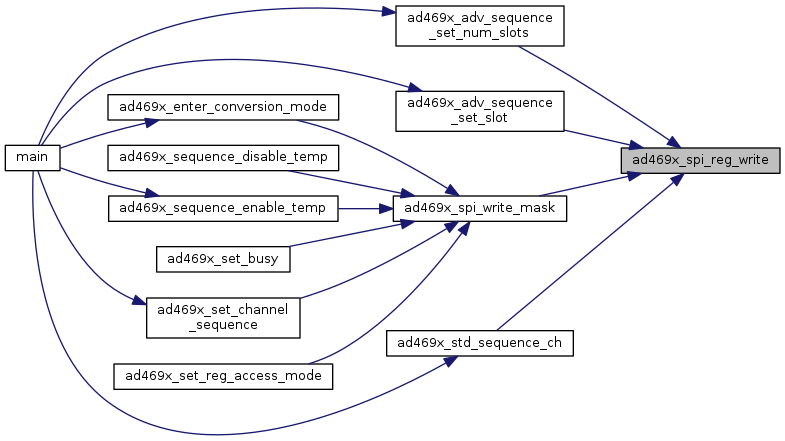 ad469x_adv_sequence
_set_num_slots
ad469x_enter_conversion_mode
ad469x_adv_sequence
_set_slot
main
ad469x_sequence_disable_temp
ad469x_spi_reg_write
ad469x_sequence_enable_temp
ad469x_spi_write_mask
ad469x_set_busy
ad469x_set_channel
_sequence
ad469x_std_sequence_ch
ad469x_set_reg_access_mode